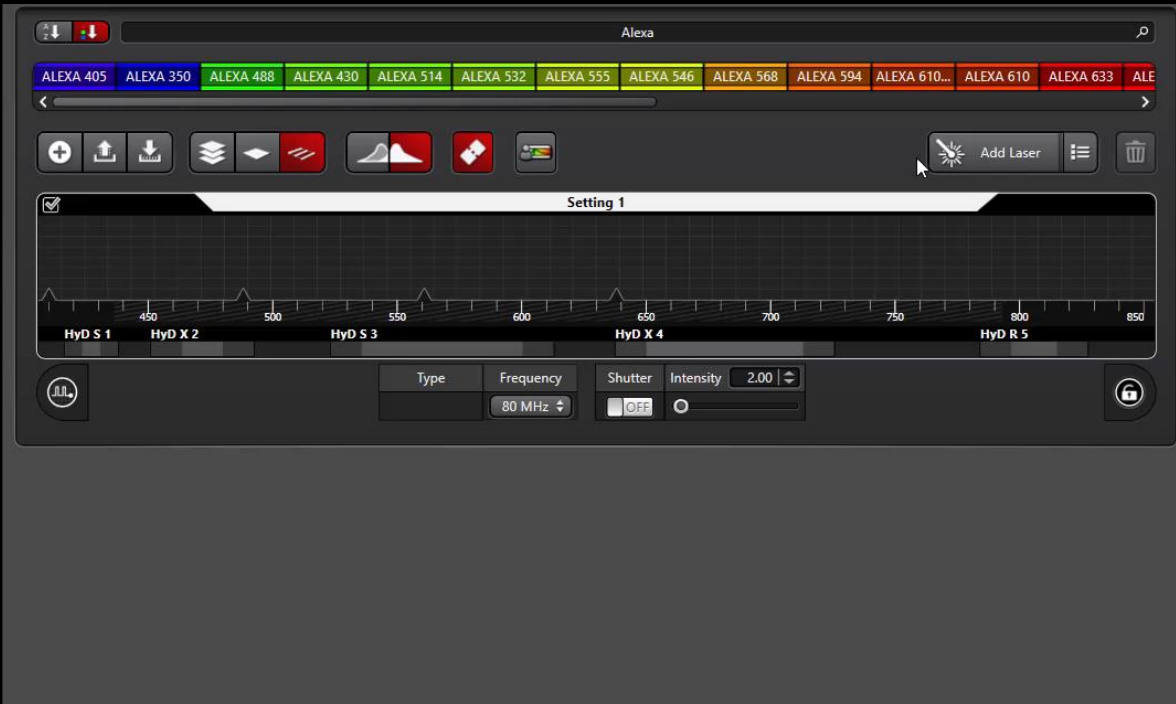 Alexa
ALEXA 405 ALEXA 350 ALEXA 488 ALEXA 430 ALEXA 514 ALEXA 532 ALEXA 555 ALEXA 546 ALEXA 568 ALEXA 594 ALEXA 610... ALEXA 610 ALEXA 633 ALE
Add Laser
Setting 1
450 500 550 600 650 700 750 800 850
HyD S 1 HyD X 2 HyD S 3 HyD X 4 HyD R 5
Type Frequency Shutter Intensity 2.00
80 MHz OFF